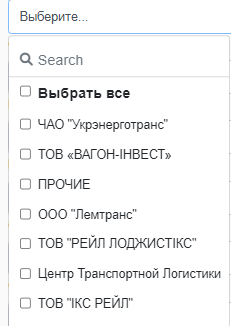 Выберите...
Search
Выбрать все
ЧАО "Укрэнерготранс"
ТОВ «ВАГОН-ІНВЕСТ»
ПРОЧИЕ
ООО "Лемтранс"
ТОВ "РЕЙЛ ЛОДЖИСТІКС"
Центр Транспортной Логистики
ТОВ "ІКС РЕЙЛ"